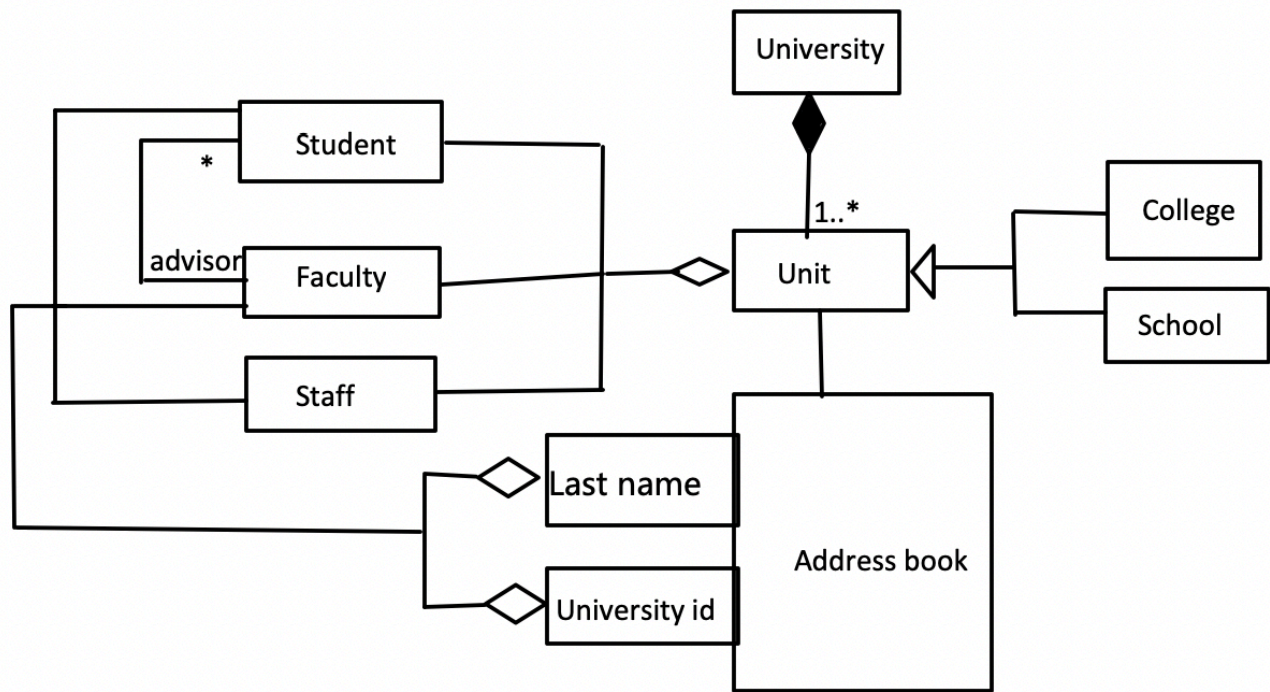 University
Student
*
1..*
College
advisor
Faculty
Unit
School
Staff
Last name
Address book
University id